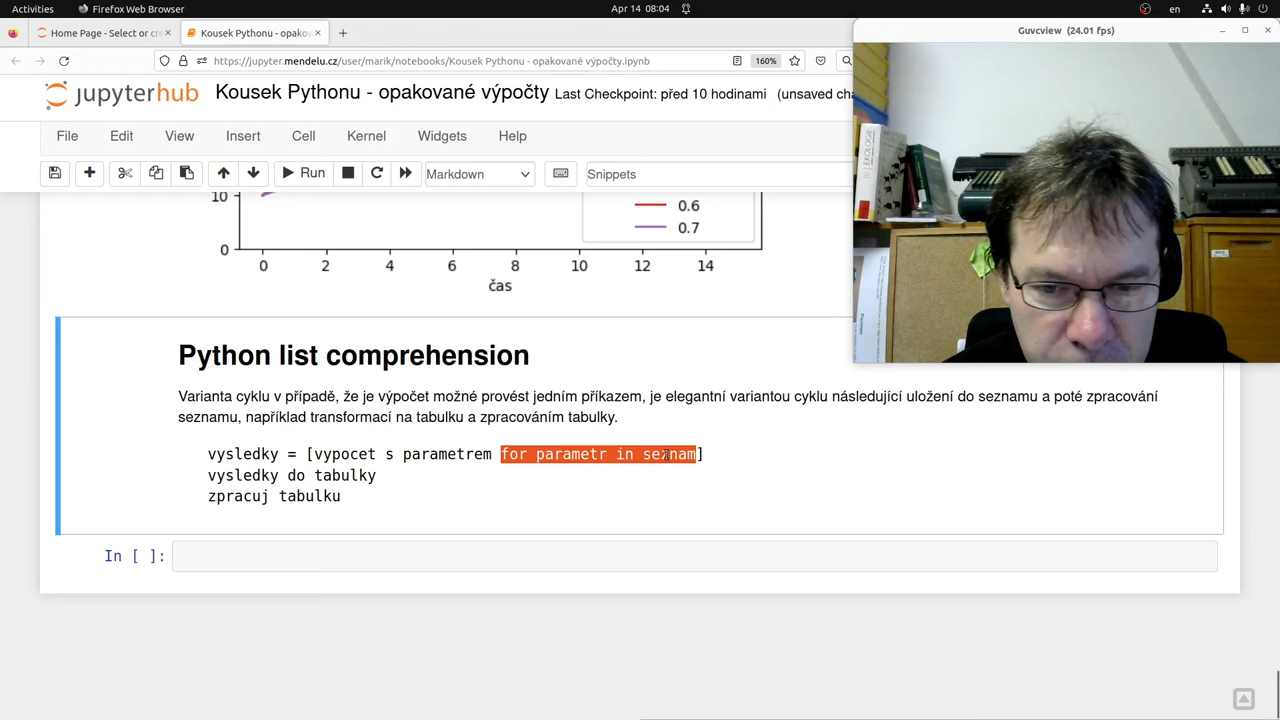 Activities
Firefox Web Browser
Apr 14 08:04
en
Home Page - Select or cre
Kousek Pythonu - opakov
Guvcview (24.01 fps)
https://jupyter.mendelu.cz/user/marik/notebooks/Kousek Pythonu - opakované výpočty.ipynb
160%
jupyterhub
Kousek Pythonu - opakované výpočty
Last Checkpoint: před 10 hodinami
(unsaved cha
File
Edit
View
Insert
Cell
Kernel
Widgets
Help
Run
Markdown
Snippets
EKOLOGIE
10
0
0.6
0.7
0 2 4 6 8 10 12 14
čas
Python list comprehension
Varianta cyklu v případě, že je výpočet možné provést jedním příkazem, je elegantní variantou cyklu následující uložení do seznamu a poté zpracování
seznamu, například transformací na tabulku a zpracováním tabulky.
vysledky = [vypocet s parametrem for parametr in seznam]
vysledky do tabulky
zpracuj tabulku
In [ ]: